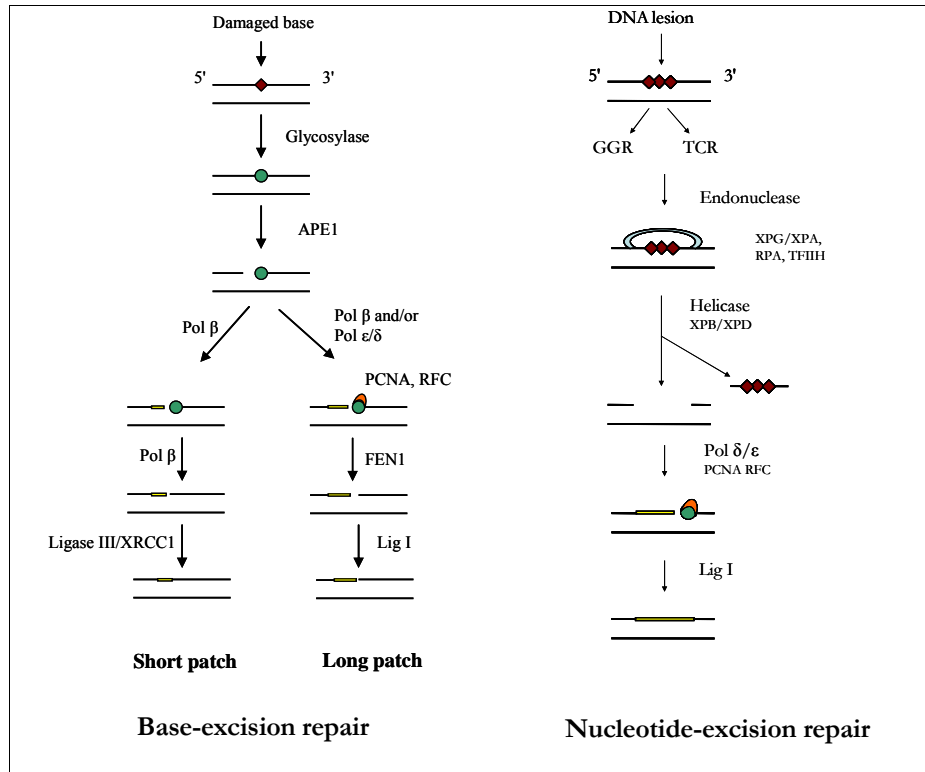 Damaged base
5' 3'
Glycosylase
APE1
Pol β
Pol β and/or
Pol ε/δ
PCNA, RFC
Pol β
FEN1
Ligase III/XRCC1
Lig I
Short patch
Long patch
Base-excision repair
DNA lesion
5' 3'
GGR TCR
Endonuclease
XPG/XPA,
RPA, TFIIH
Helicase
XPB/XPD
Pol δ/ε
PCNA RFC
Lig I
Nucleotide-excision repair